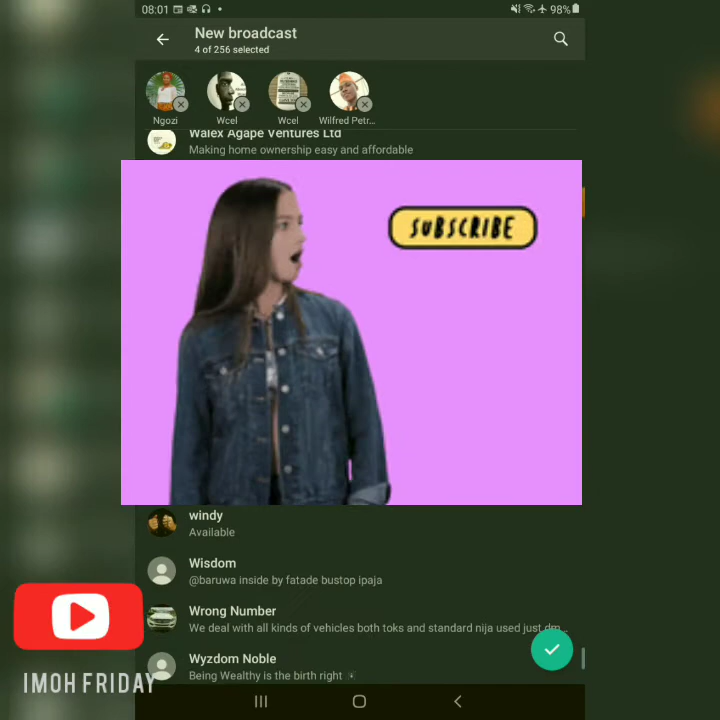 08:01
98%
New broadcast
4 of 256 selected
Ngozi
Wcel
Wcel
Wilfred Petr...
Walex Agape Ventures Ltd
Making home ownership easy and affordable
SUBSCRIBE
windy
Available
Wisdom
@baruwa inside by fatade bustop ipaja
Wrong Number
We deal with all kinds of vehicles both toks and standard nija used just dm...
Wyzdom Noble
Being Wealthy is the birth right
IMOH FRIDAY